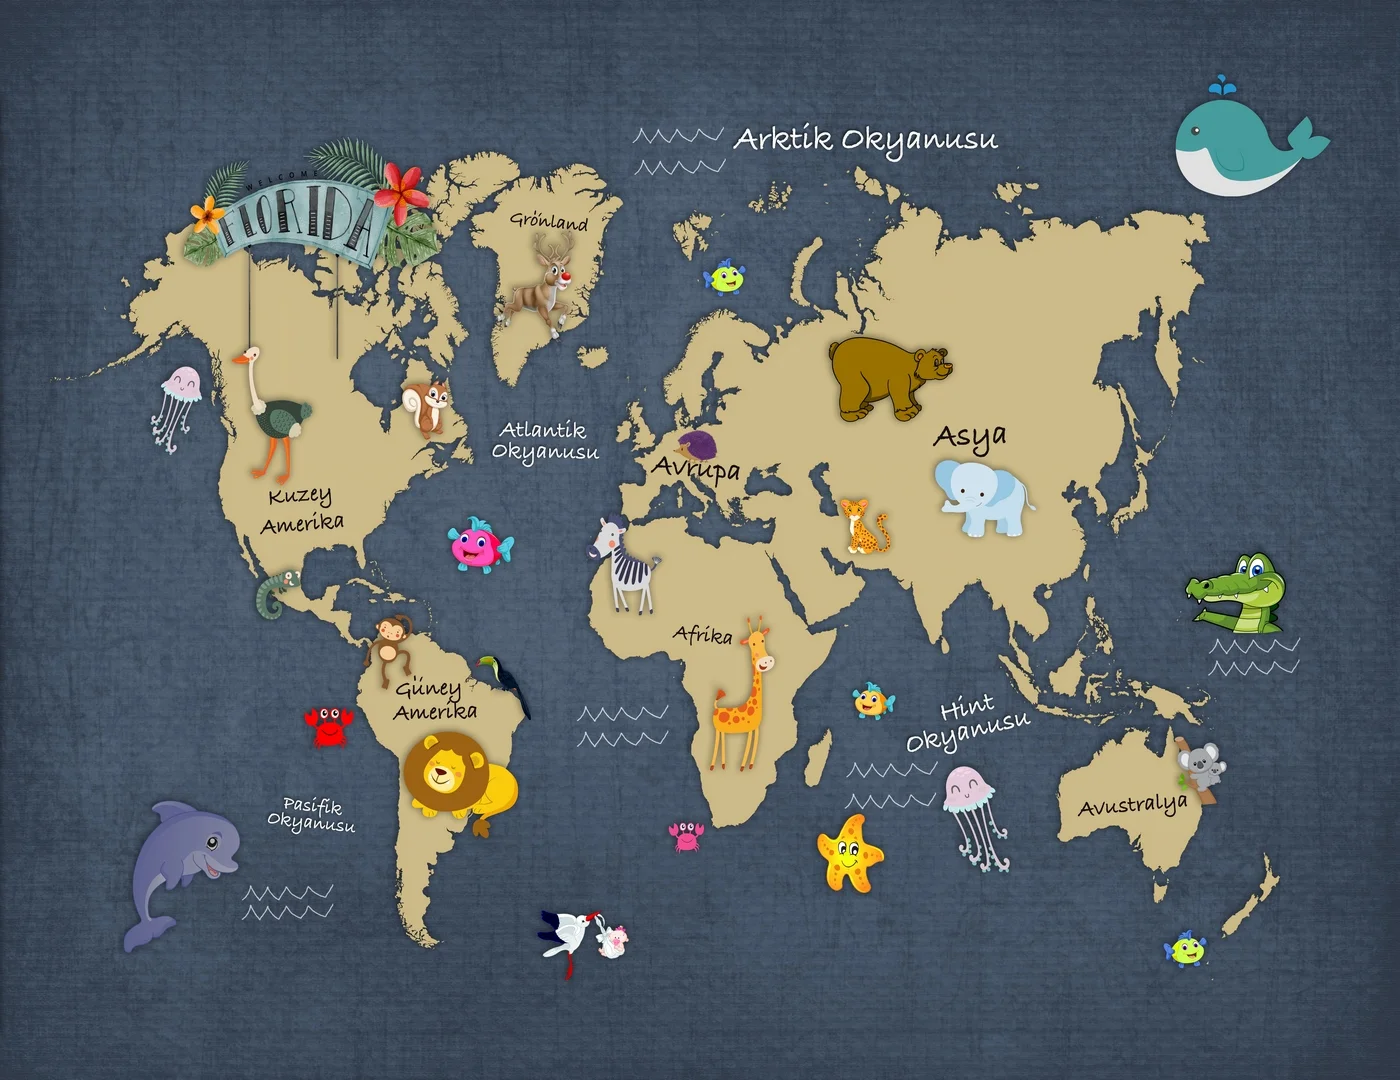 Arktik Okyanusu
WELCOME
FLORIDA
Grönland
Atlantik
Okyanusu
Avrupa
Asya
Kuzey
Amerika
Afrika
Güney
Amerika
Hint
Okyanusu
Pasifik
Okyanusu
Avustralya